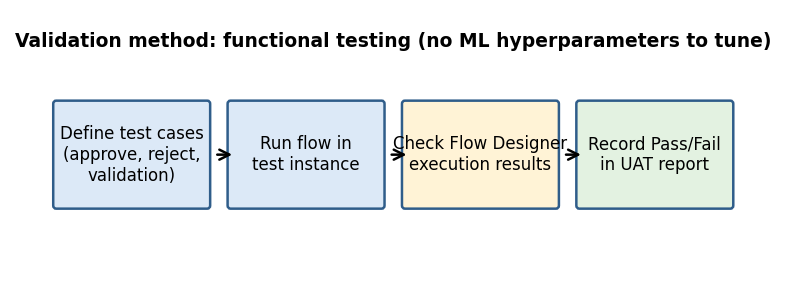 Validation method: functional testing (no ML hyperparameters to tune)
Define test cases
(approve, reject,
validation)
Run flow in
test instance
Check Flow Designer
execution results
Record Pass/Fail
in UAT report